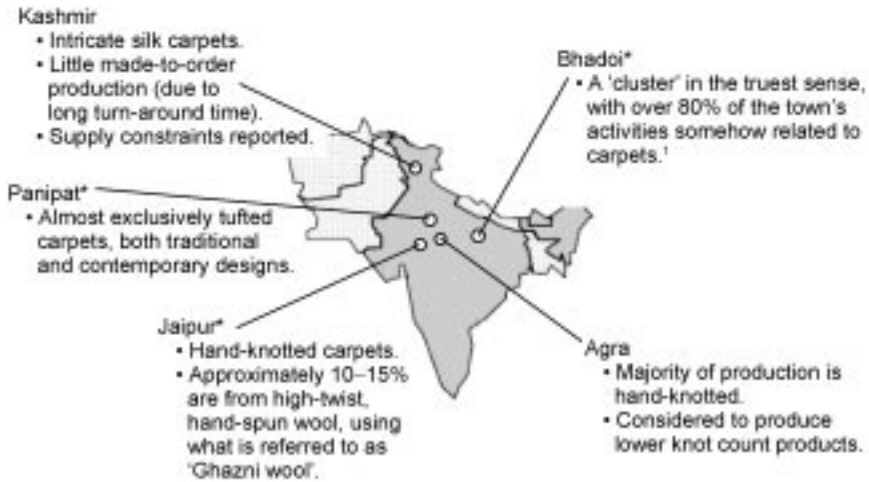 Kashmir
• Intricate silk carpets.
• Little made-to-order
production (due to
long turn-around time).
• Supply constraints reported.
Bhadoi*
• A 'cluster' in the truest sense,
with over 80% of the town's
activities somehow related to
carpets.¹
Panipat*
• Almost exclusively tufted
carpets, both traditional
and contemporary designs.
Jaipur*
• Hand-knotted carpets.
• Approximately 10–15%
are from high-twist,
hand-spun wool, using
what is referred to as
'Ghazni wool'.
Agra
• Majority of production is
hand-knotted.
• Considered to produce
lower knot count products.